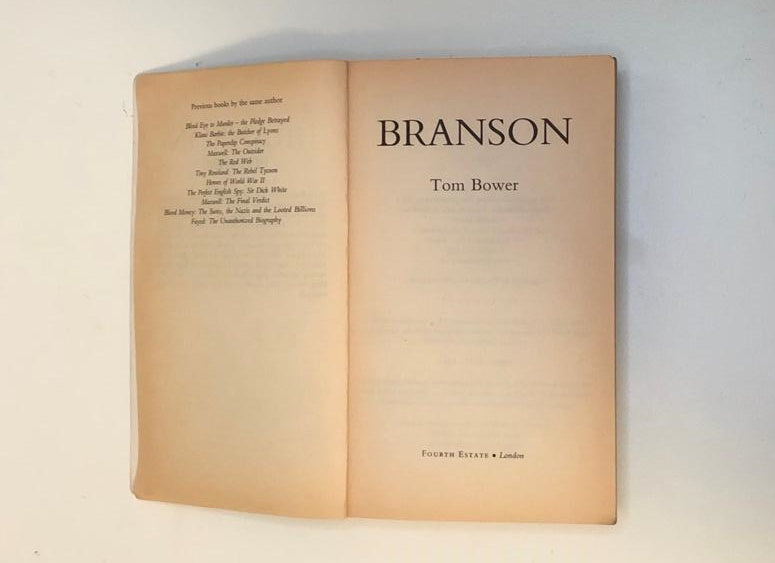 Previous books by the same author
Blind Eye to Murder – the Pledge Betrayed
Klaus Barbie: the Butcher of Lyons
The Paperclip Conspiracy
Maxwell: The Outsider
The Red Web
Tiny Rowland: The Rebel Tycoon
Heroes of World War II
The Perfect English Spy: Sir Dick White
Maxwell: The Final Verdict
Blood Money: The Swiss, the Nazis and the Looted Billions
Fayed: The Unauthorized Biography
BRANSON
Tom Bower
FOURTH ESTATE • London